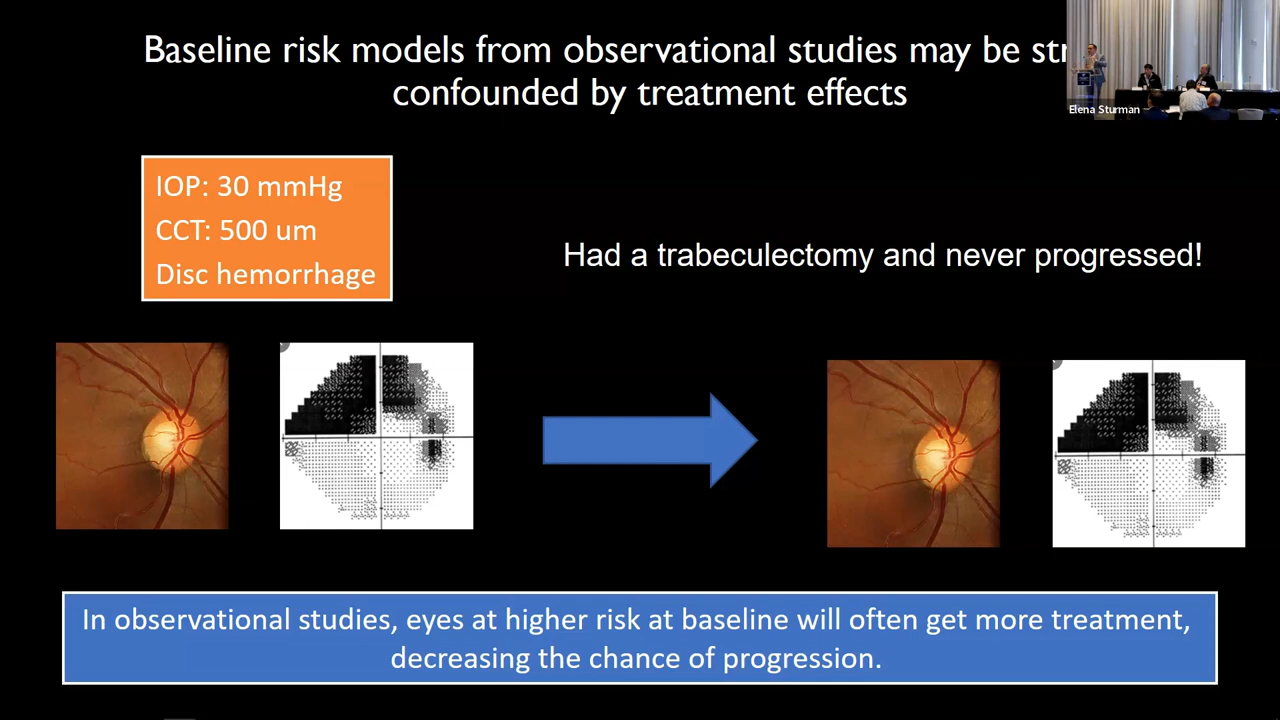 Baseline risk models from observational studies may be
confounded by treatment effects
Elena Sturman
IOP: 30 mmHg
CCT: 500 um
Disc hemorrhage
Had a trabeculectomy and never progressed!
In observational studies, eyes at higher risk at baseline will often get more treatment,
decreasing the chance of progression.